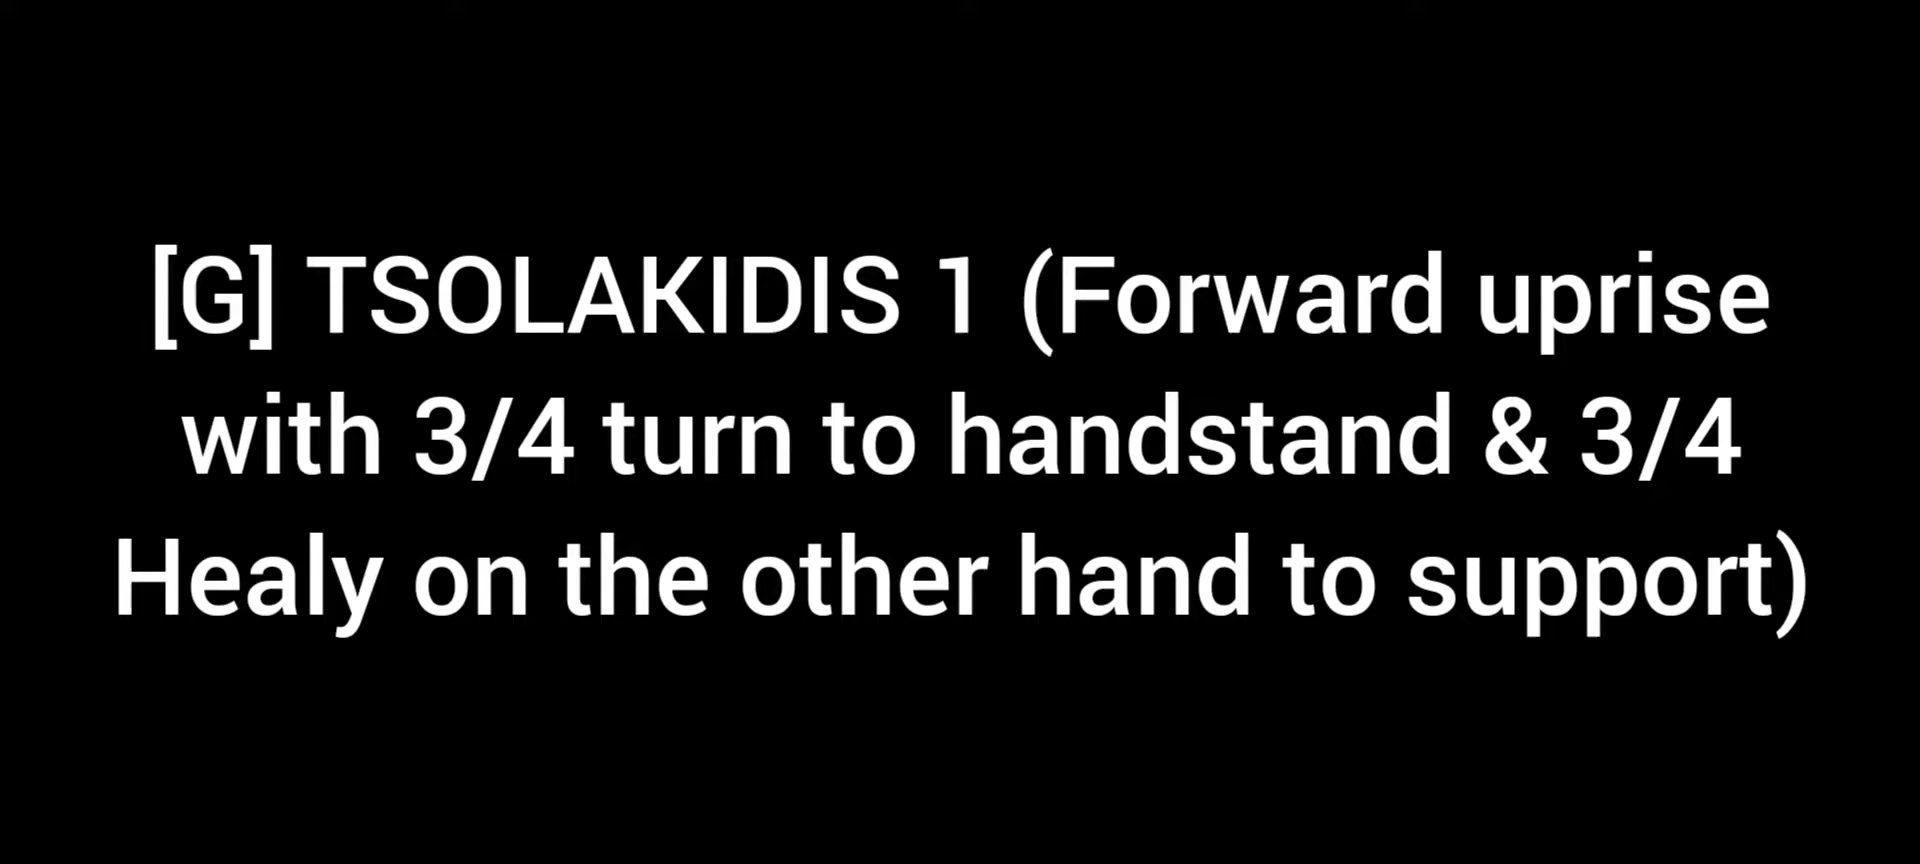 [G] TSOLAKIDIS 1 (Forward uprise
with 3/4 turn to handstand & 3/4
Healy on the other hand to support)